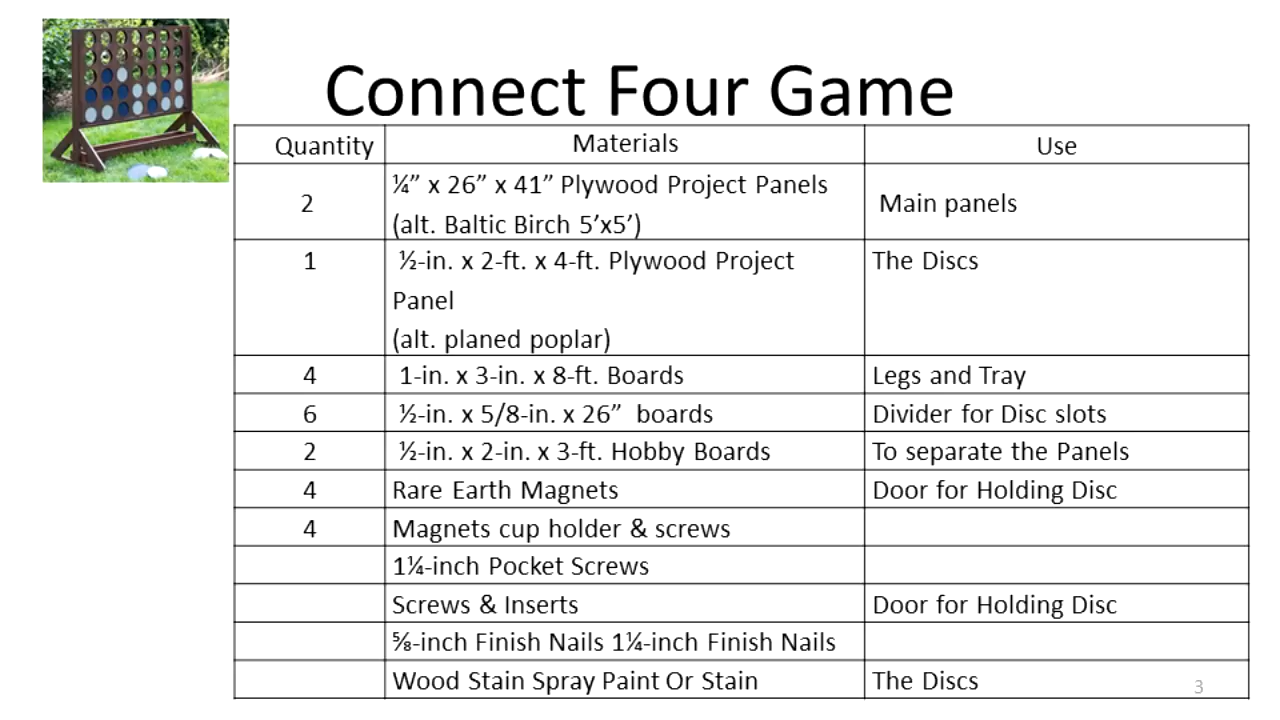 Connect Four Game
Quantity Materials Use
2 ¼” x 26” x 41” Plywood Project Panels Main panels
(alt. Baltic Birch 5’x5’)
1 ½-in. x 2-ft. x 4-ft. Plywood Project The Discs
Panel
(alt. planed poplar)
4 1-in. x 3-in. x 8-ft. Boards Legs and Tray
6 ½-in. x 5/8-in. x 26” boards Divider for Disc slots
2 ½-in. x 2-in. x 3-ft. Hobby Boards To separate the Panels
4 Rare Earth Magnets Door for Holding Disc
4 Magnets cup holder & screws
1¼-inch Pocket Screws
Screws & Inserts Door for Holding Disc
⅝-inch Finish Nails 1¼-inch Finish Nails
Wood Stain Spray Paint Or Stain The Discs
3